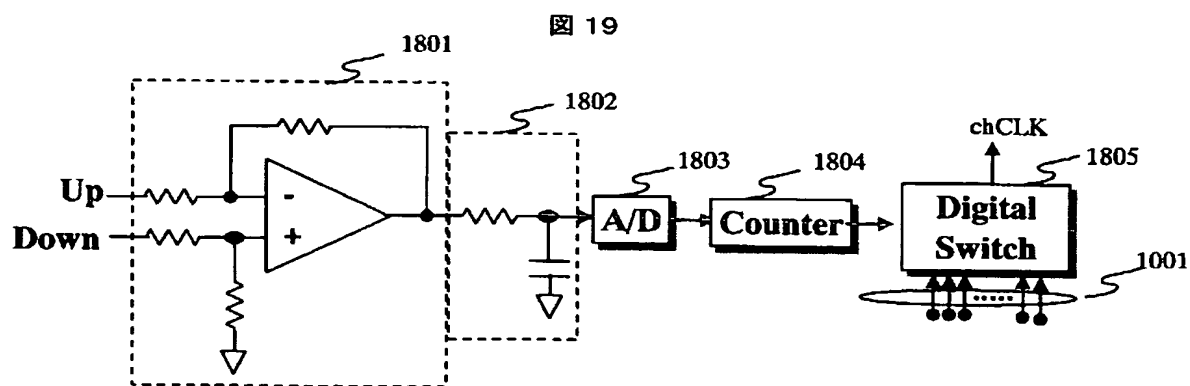 図 19
1801
1802
1803
1804
1805
1001
chCLK
Up
Down
-
+
A/D
Counter
Digital
Switch